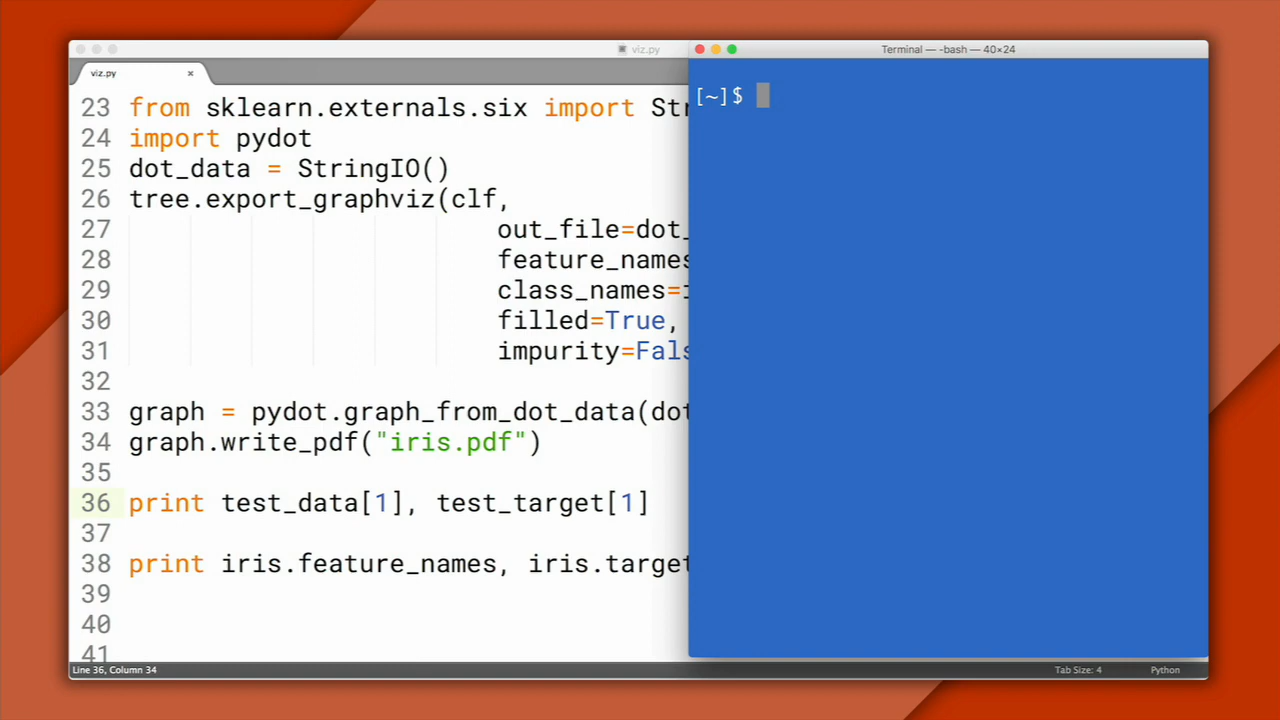 viz.py
viz.py
23 from sklearn.externals.six import
24 import pydot
25 dot_data = StringIO()
26 tree.export_graphviz(clf,
27 out_file=dot_
28 feature_names
29 class_names=
30 filled=True,
31 impurity=Fals
32
33 graph = pydot.graph_from_dot_data(dot
34 graph.write_pdf("iris.pdf")
35
36 print test_data[1], test_target[1]
37
38 print iris.feature_names, iris.target
39
40
41
Line 36, Column 34
Tab Size: 4
Python
Terminal — -bash — 40×24
[~]$